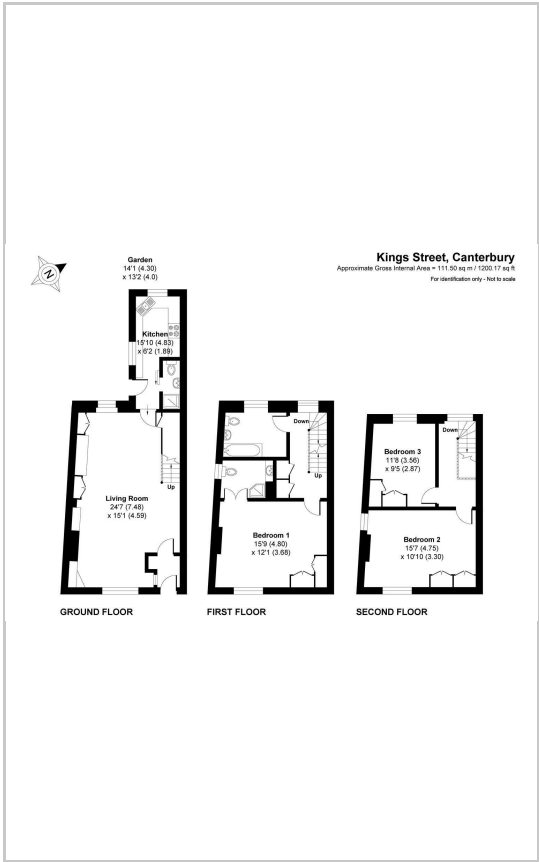 Kings Street, Canterbury
Approximate Gross Internal Area = 111.50 sq m / 1200.17 sq ft
For identification only - Not to scale
N
Garden
14'1 (4.30)
x 13'2 (4.0)
Kitchen
15'10 (4.83)
x 6'2 (1.89)
Up
Living Room
24'7 (7.48)
x 15'1 (4.59)
GROUND FLOOR
Down
Up
Bedroom 1
15'9 (4.80)
x 12'1 (3.68)
FIRST FLOOR
Down
Bedroom 3
11'8 (3.56)
x 9'5 (2.87)
Bedroom 2
15'7 (4.75)
x 10'10 (3.30)
SECOND FLOOR